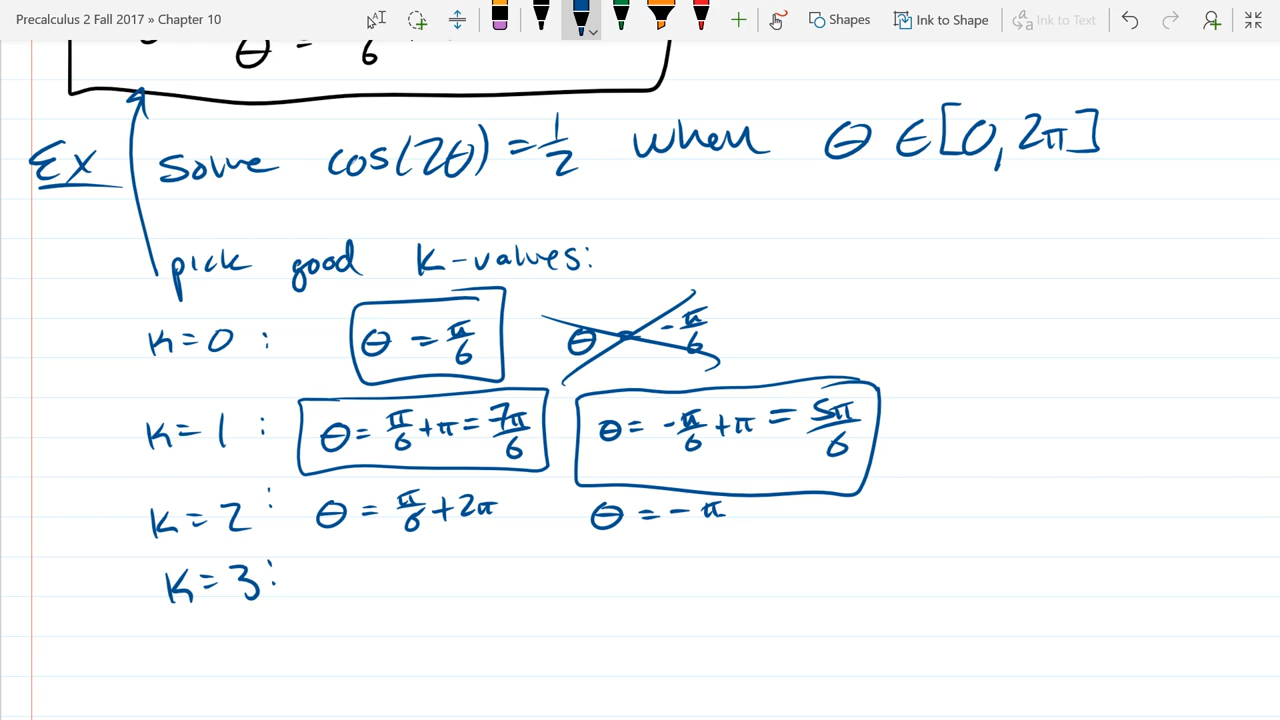 Precalculus 2 Fall 2017 » Chapter 10
Shapes
Ink to Shape
Ink to Text
θ = 6
Ex solve cos(2θ) = 1/2 when θ ∈ [0, 2π]
pick good K-values:
K=0 : θ = π/6 θ -π/6
K=1 : θ = π/6 + π = 7π/6 θ = -π/6 + π = 5π/6
K=2 : θ = π/6 + 2π θ = -π
K=3 :